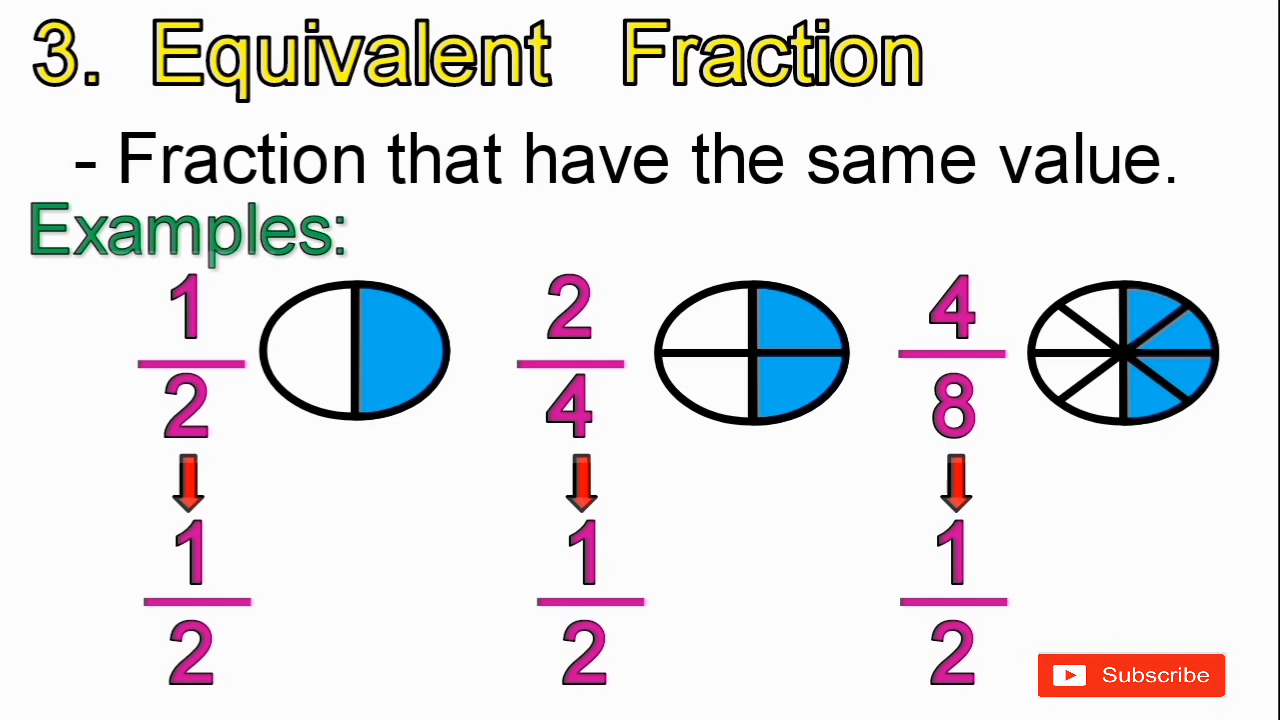 3. Equivalent Fraction
- Fraction that have the same value.
Examples:
1 2 4
2 4 8
1 1 1
2 2 2
Subscribe